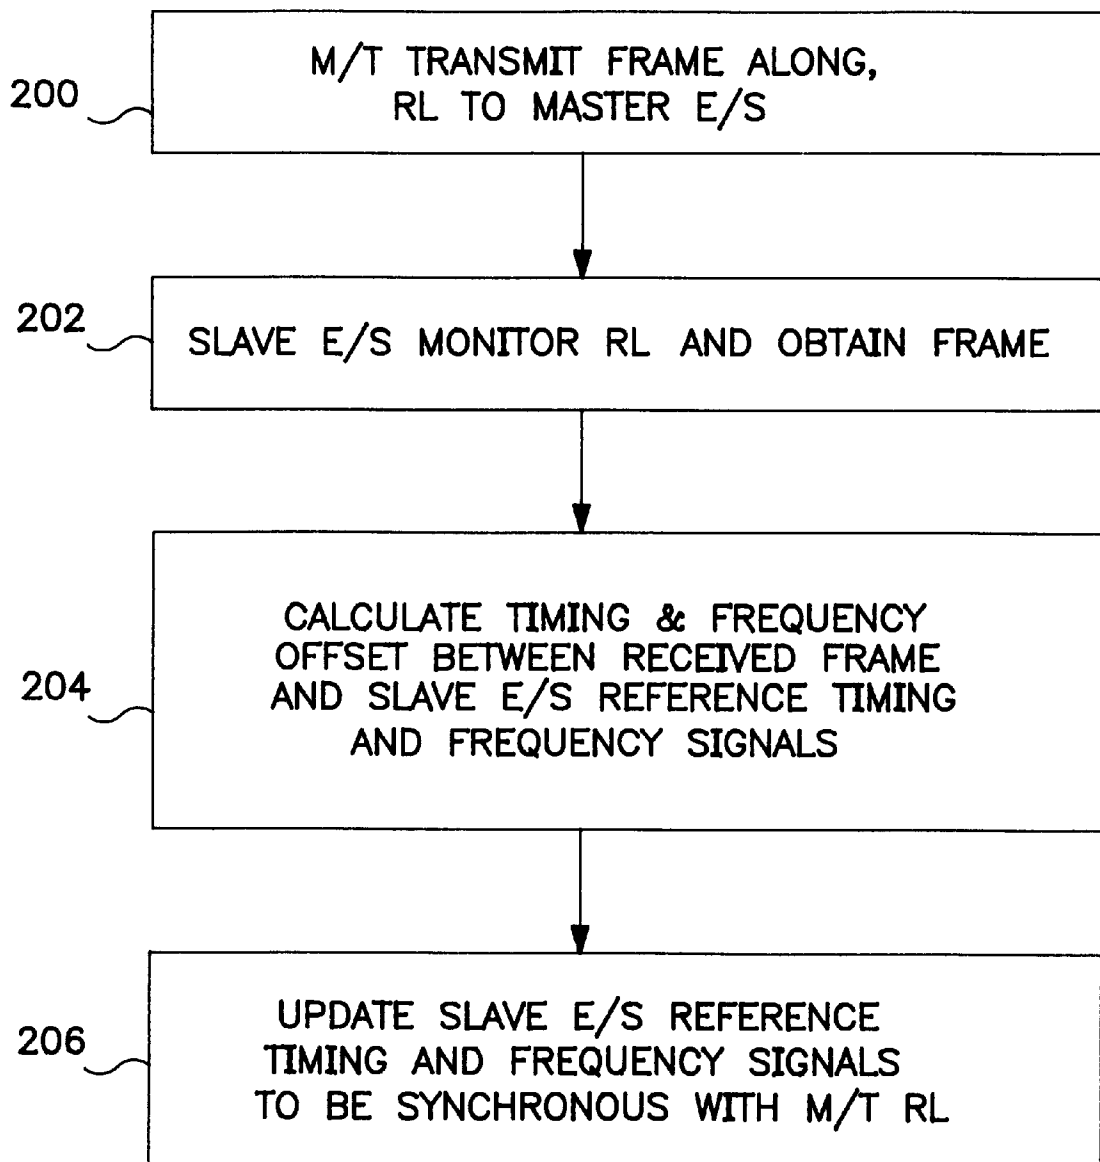 200
M/T TRANSMIT FRAME ALONG,
RL TO MASTER E/S
202
SLAVE E/S MONITOR RL AND OBTAIN FRAME
204
CALCULATE TIMING & FREQUENCY
OFFSET BETWEEN RECEIVED FRAME
AND SLAVE E/S REFERENCE TIMING
AND FREQUENCY SIGNALS
206
UPDATE SLAVE E/S REFERENCE
TIMING AND FREQUENCY SIGNALS
TO BE SYNCHRONOUS WITH M/T RL